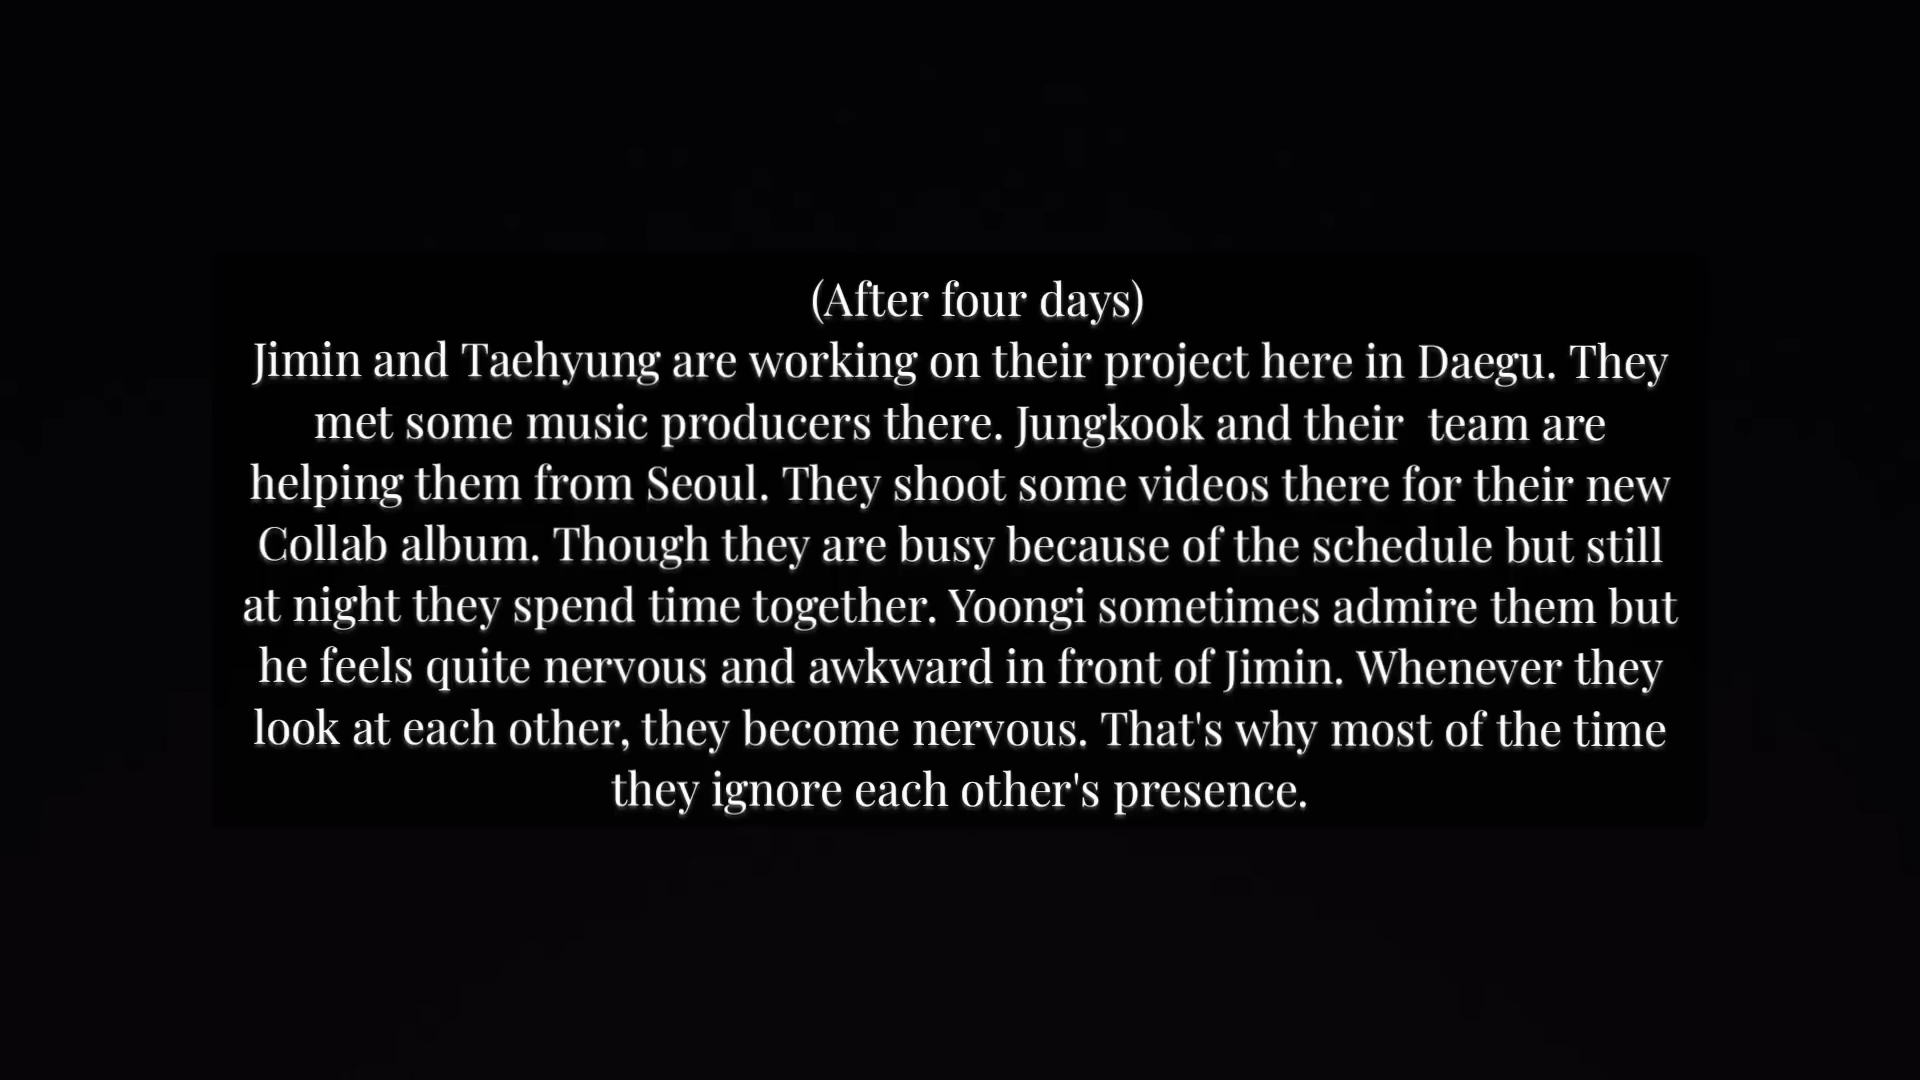 (After four days)
Jimin and Taehyung are working on their project here in Daegu. They
met some music producers there. Jungkook and their  team are
helping them from Seoul. They shoot some videos there for their new
Collab album. Though they are busy because of the schedule but still
at night they spend time together. Yoongi sometimes admire them but
he feels quite nervous and awkward in front of Jimin. Whenever they
look at each other, they become nervous. That's why most of the time
they ignore each other's presence.